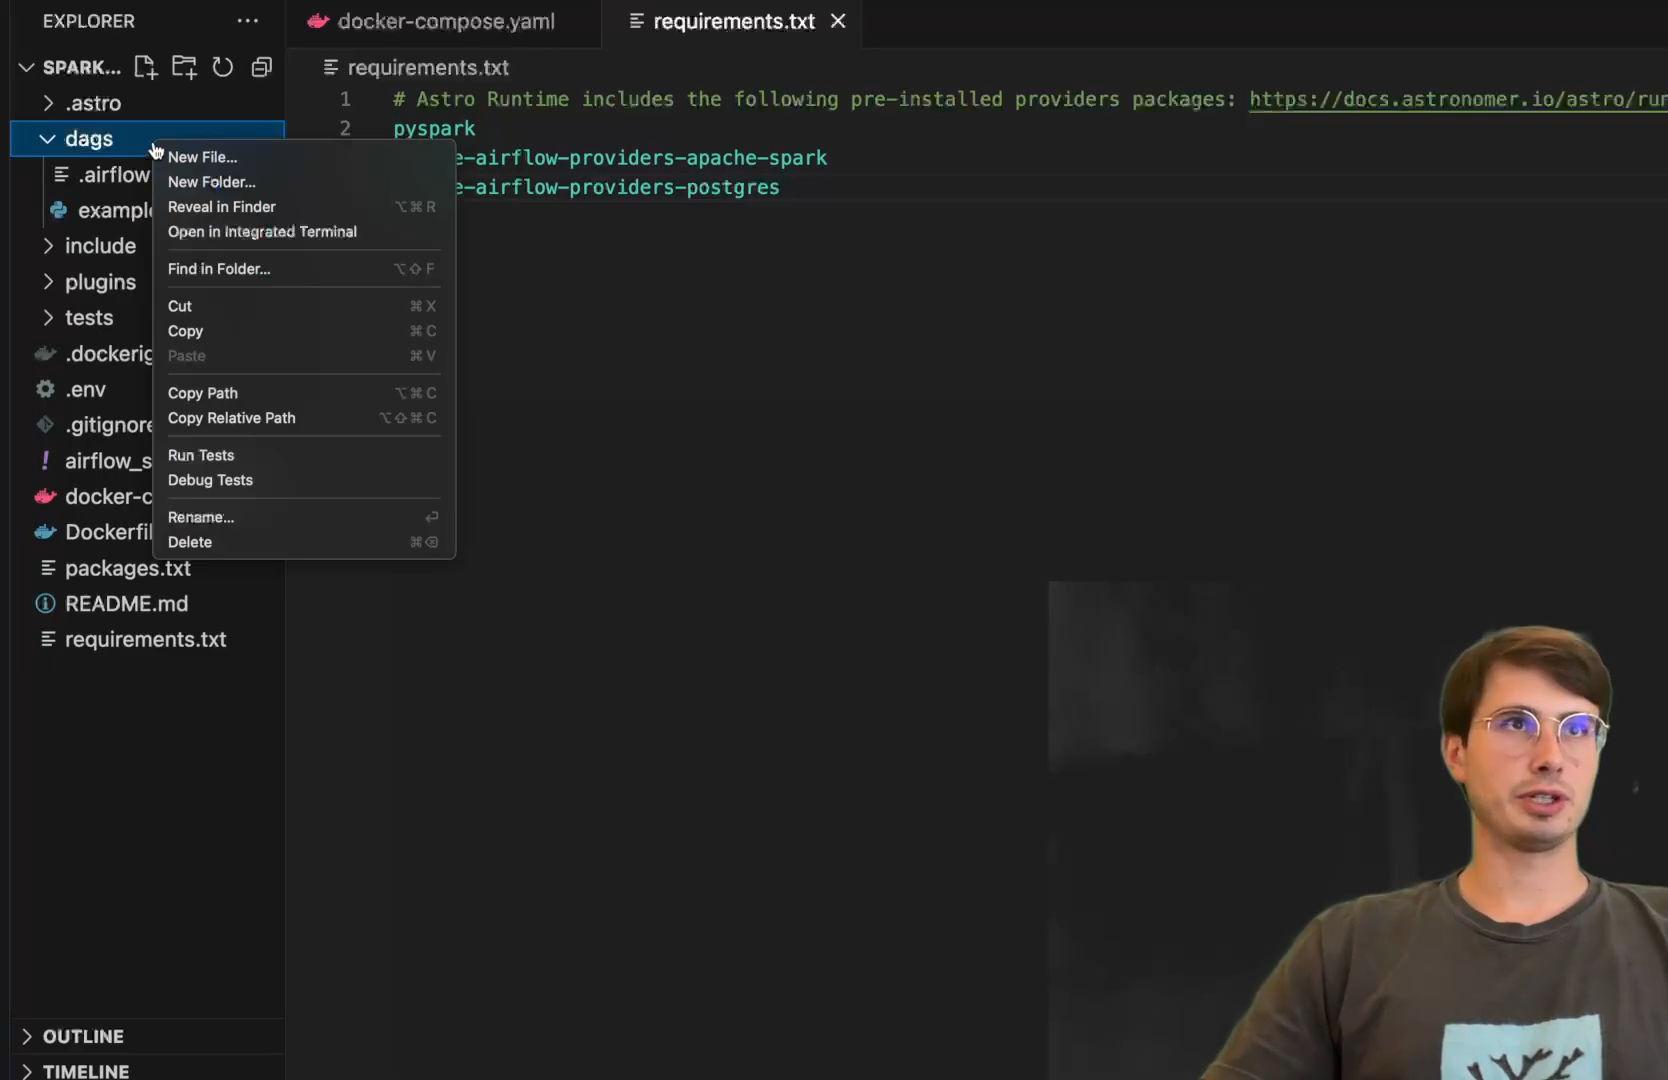 EXPLORER
docker-compose.yaml
requirements.txt
SPARK...
requirements.txt
.astro
1 # Astro Runtime includes the following pre-installed providers packages: https://docs.astronomer.io/astro/run
dags
2 pyspark
New File...
e-airflow-providers-apache-spark
.airflow
New Folder...
e-airflow-providers-postgres
example
Reveal in Finder ⌥⌘R
Open in Integrated Terminal
include
Find in Folder... ⌥⇧F
plugins
Cut ⌘X
tests
Copy ⌘C
.dockerig
Paste ⌘V
.env
Copy Path ⌥⌘C
Copy Relative Path ⌥⇧⌘C
.gitignore
Run Tests
airflow_s
Debug Tests
docker-c
Rename... ⏎
Dockerfil
Delete ⌘⌫
packages.txt
README.md
requirements.txt
OUTLINE
TIMELINE